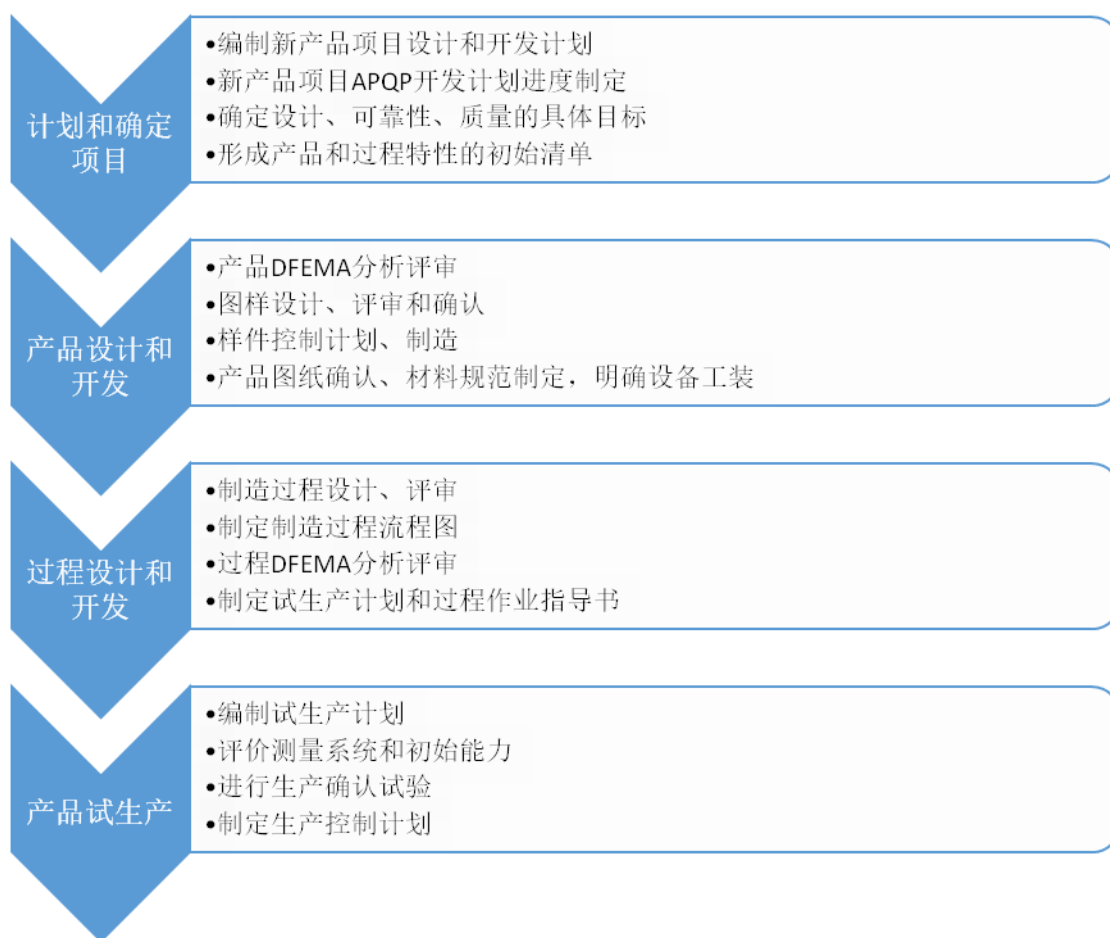 计划和确定
项目
•编制新产品项目设计和开发计划
•新产品项目APQP开发计划进度制定
•确定设计、可靠性、质量的具体目标
•形成产品和过程特性的初始清单
产品设计和
开发
•产品DFEMA分析评审
•图样设计、评审和确认
•样件控制计划、制造
•产品图纸确认、材料规范制定，明确设备工装
过程设计和
开发
•制造过程设计、评审
•制定制造过程流程图
•过程DFEMA分析评审
•制定试生产计划和过程作业指导书
产品试生产
•编制试生产计划
•评价测量系统和初始能力
•进行生产确认试验
•制定生产控制计划